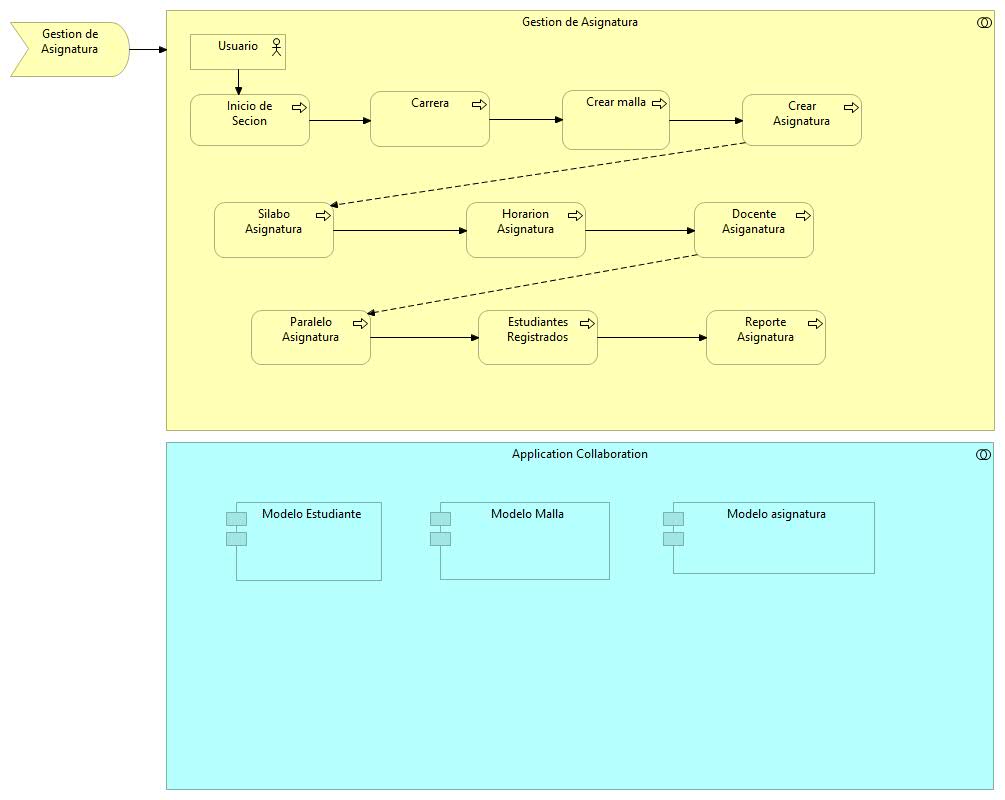 Gestion de Asignatura
Gestion de
Asignatura
Usuario
Inicio de
Secion
Carrera
Crear malla
Crear
Asignatura
Silabo
Asignatura
Horarion
Asignatura
Docente
Asiganatura
Paralelo
Asignatura
Estudiantes
Registrados
Reporte
Asignatura
Application Collaboration
Modelo Estudiante
Modelo Malla
Modelo asignatura